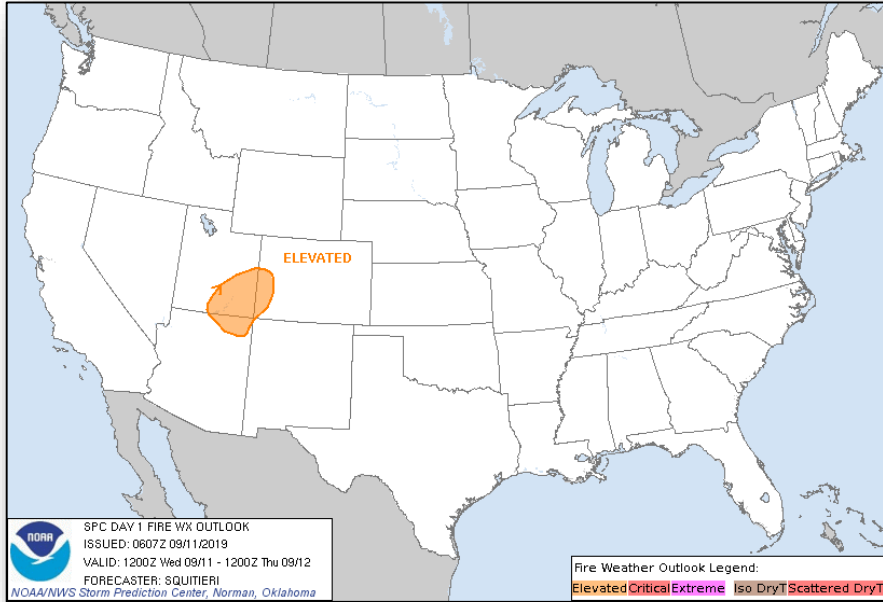 ELEVATED
SPC DAY 1 FIRE WX OUTLOOK
ISSUED: 0607Z 09/11/2019
VALID: 1200Z Wed 09/11 - 1200Z Thu 09/12
FORECASTER: SQUITIERI
NOAA/NWS Storm Prediction Center, Norman, Oklahoma
NOAA
Fire Weather Outlook Legend:
Elevated Critical Extreme Iso DryT Scattered DryT